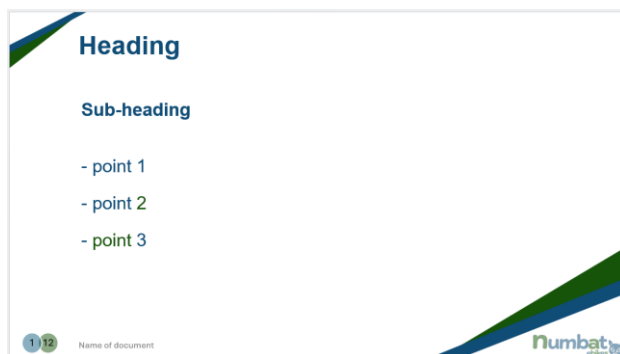 Heading
Sub-heading
- point 1
- point 2
- point 3
1 12
Name of document
numbat